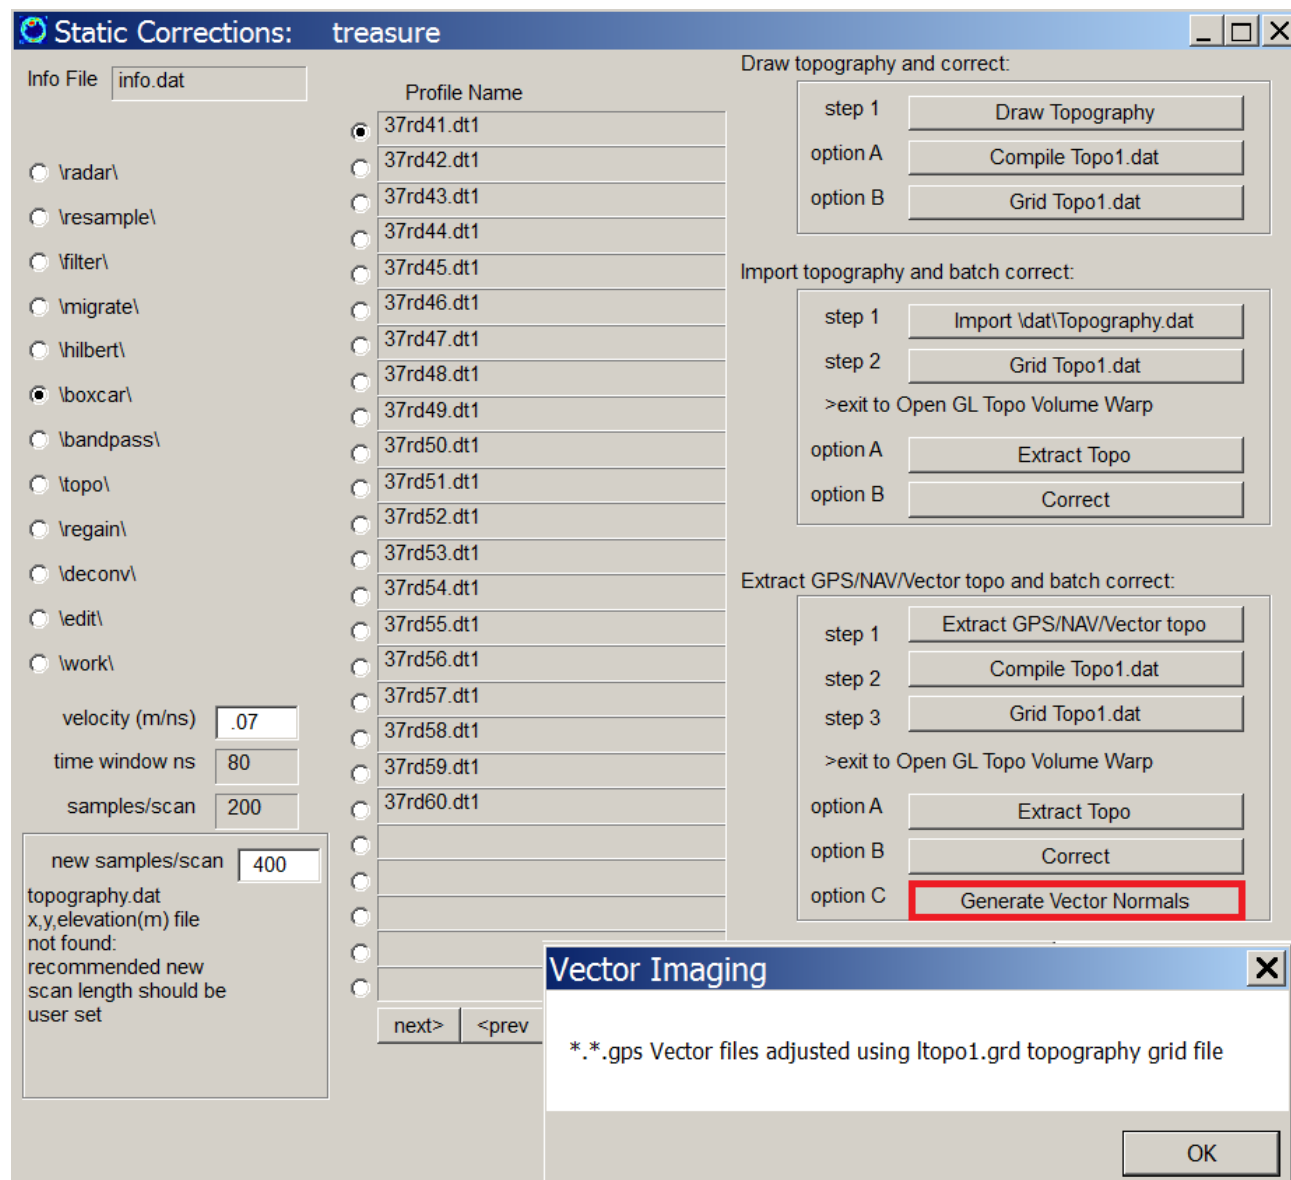 Static Corrections: treasure
Info File info.dat
\radar\
\resample\
\filter\
\migrate\
\hilbert\
\boxcar\
\bandpass\
\topo\
\regain\
\deconv\
\edit\
\work\
velocity (m/ns) .07
time window ns 80
samples/scan 200
new samples/scan 400
topography.dat
x,y,elevation(m) file
not found:
recommended new
scan length should be
user set
Profile Name
37rd41.dt1
37rd42.dt1
37rd43.dt1
37rd44.dt1
37rd45.dt1
37rd46.dt1
37rd47.dt1
37rd48.dt1
37rd49.dt1
37rd50.dt1
37rd51.dt1
37rd52.dt1
37rd53.dt1
37rd54.dt1
37rd55.dt1
37rd56.dt1
37rd57.dt1
37rd58.dt1
37rd59.dt1
37rd60.dt1
next> <prev
Draw topography and correct:
step 1 Draw Topography
option A Compile Topo1.dat
option B Grid Topo1.dat
Import topography and batch correct:
step 1 Import \dat\Topography.dat
step 2 Grid Topo1.dat
>exit to Open GL Topo Volume Warp
option A Extract Topo
option B Correct
Extract GPS/NAV/Vector topo and batch correct:
step 1 Extract GPS/NAV/Vector topo
step 2 Compile Topo1.dat
step 3 Grid Topo1.dat
>exit to Open GL Topo Volume Warp
option A Extract Topo
option B Correct
option C Generate Vector Normals
Vector Imaging
*.*.gps Vector files adjusted using ltopo1.grd topography grid file
OK